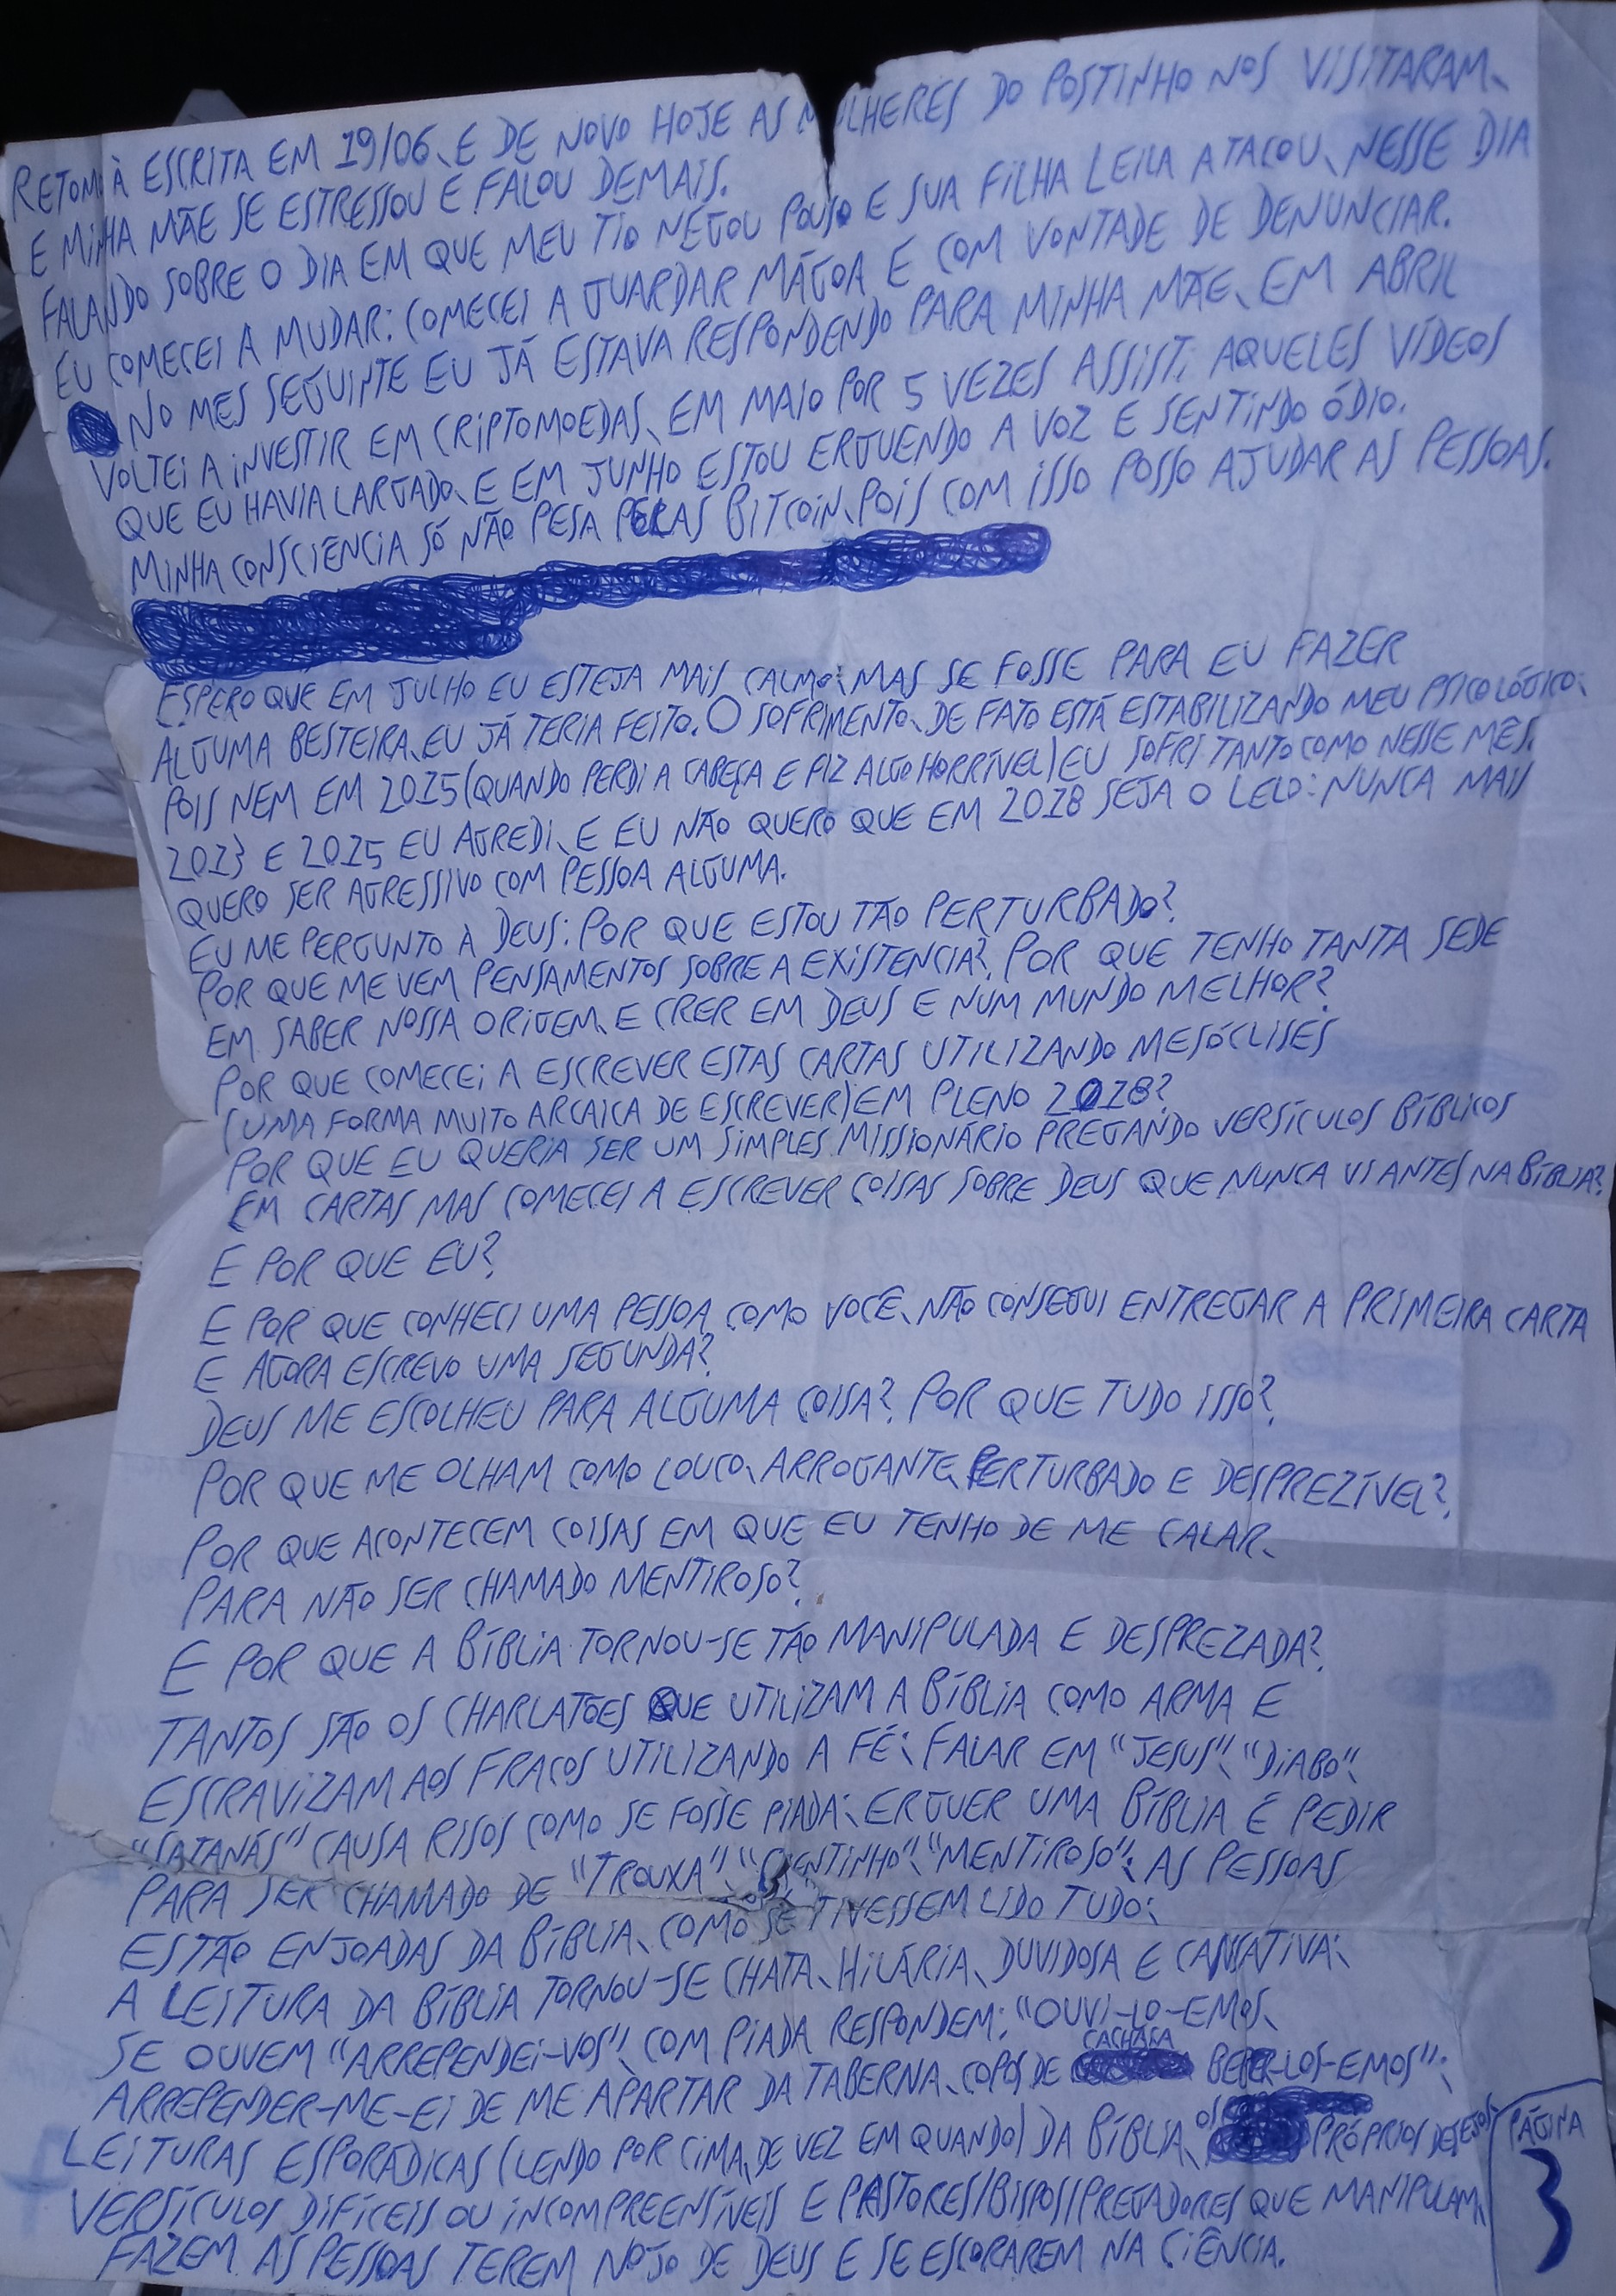 RETOMO À ESCRITA EM 19/06, E DE NOVO HOJE AS MULHERES DO POSTINHO NOS VISITARAM,
E MINHA MÃE SE ESTRESSOU E FALOU DEMAIS.
FALANDO SOBRE O DIA EM QUE MEU TIO NEGOU POUSO E SUA FILHA LEILA ATACOU, NESSE DIA
EU COMECEI A MUDAR: COMECEI A GUARDAR MÁGOA E COM VONTADE DE DENUNCIAR.
NO MES SEGUINTE EU JÁ ESTAVA RESPONDENDO PARA MINHA MÃE, EM ABRIL
VOLTEI A INVESTIR EM CRIPTOMOEDAS, EM MAIO POR 5 VEZES ASSISTI AQUELES VÍDEOS
QUE EU HAVIA LARGADO, E EM JUNHO ESTOU ERGUENDO A VOZ E SENTINDO ÓDIO.
MINHA CONSCIÊNCIA SÓ NÃO PESA PELAS BITCOIN, POIS COM ISSO POSSO AJUDAR AS PESSOAS.
ESPERO QUE EM JULHO EU ESTEJA MAIS CALMO; MAS SE FOSSE PARA EU FAZER
ALGUMA BESTEIRA, EU JÁ TERIA FEITO. O SOFRIMENTO, DE FATO ESTÁ ESTABILIZANDO MEU PSICOLÓGICO;
POIS NEM EM 2015 (QUANDO PERDI A CABEÇA E FIZ ALGO HORRÍVEL) EU SOFRI TANTO COMO NESSE MÊS.
2013 E 2015 EU AGREDI, E EU NÃO QUERO QUE EM 2018 SEJA O LELO: NUNCA MAIS
QUERO SER AGRESSIVO COM PESSOA ALGUMA.
EU ME PERGUNTO À DEUS: POR QUE ESTOU TÃO PERTURBADO?
POR QUE ME VEM PENSAMENTOS SOBRE A EXISTENCIA?, POR QUE TENHO TANTA SEDE
EM SABER NOSSA ORIGEM, E CRER EM DEUS E NUM MUNDO MELHOR?
POR QUE COMECEI A ESCREVER ESTAS CARTAS UTILIZANDO MESÓCLISES
(UMA FORMA MUITO ARCAICA DE ESCREVER) EM PLENO 2018?
POR QUE EU QUERIA SER UM SIMPLES MISSIONÁRIO PREGANDO VERSÍCULOS BÍBLICOS
EM CARTAS MAS COMECEI A ESCREVER COISAS SOBRE DEUS QUE NUNCA VI ANTES NA BÍBLIA?
E POR QUE EU?
E POR QUE CONHECI UMA PESSOA COMO VOCÊ, NÃO CONSEGUI ENTREGAR A PRIMEIRA CARTA
E AGORA ESCREVO UMA SEGUNDA?
DEUS ME ESCOLHEU PARA ALGUMA COISA?, POR QUE TUDO ISSO?,
POR QUE ME OLHAM COMO LOUCO, ARROGANTE, PERTURBADO E DESPREZÍVEL?,
POR QUE ACONTECEM COISAS EM QUE EU TENHO DE ME CALAR,
PARA NÃO SER CHAMADO MENTIROSO?,
E POR QUE A BÍBLIA TORNOU-SE TÃO MANIPULADA E DESPREZADA?,
TANTOS SÃO OS CHARLATÕES QUE UTILIZAM A BÍBLIA COMO ARMA E
ESCRAVIZAM AOS FRACOS UTILIZANDO A FÉ; FALAR EM "JESUS", "DIABO",
"SATANÁS" CAUSA RISOS COMO SE FOSSE PIADA; ERGUER UMA BÍBLIA É PEDIR
PARA SER CHAMADO DE "TROUXA", "CRENTINHO", "MENTIROSO"; AS PESSOAS
ESTÃO ENJOADAS DA BÍBLIA, COMO SE TIVESSEM LIDO TUDO;
A LEITURA DA BÍBLIA TORNOU-SE CHATA, HILÁRIA, DUVIDOSA E CANSATIVA;
SE OUVEM "ARREPENDEI-VOS", COM PIADA RESPONDEM: "OUVI-LO-EMOS,
ARREPENDER-ME-EI DE ME APARTAR DA TABERNA, COPOS DE CACHAÇA BEBER-LOS-EMOS";
LEITURAS ESPORÁDICAS (LENDO POR CIMA, DE VEZ EM QUANDO) DA BÍBLIA, OS PRÓPRIOS DESEJOS,
VERSÍCULOS DIFÍCEIS OU INCOMPREENSÍVEIS E PASTORES/BISPOS/PREGADORES QUE MANIPULAM,
FAZEM AS PESSOAS TEREM NOJO DE DEUS E SE ESCORAREM NA CIÊNCIA.
PÁGINA
3